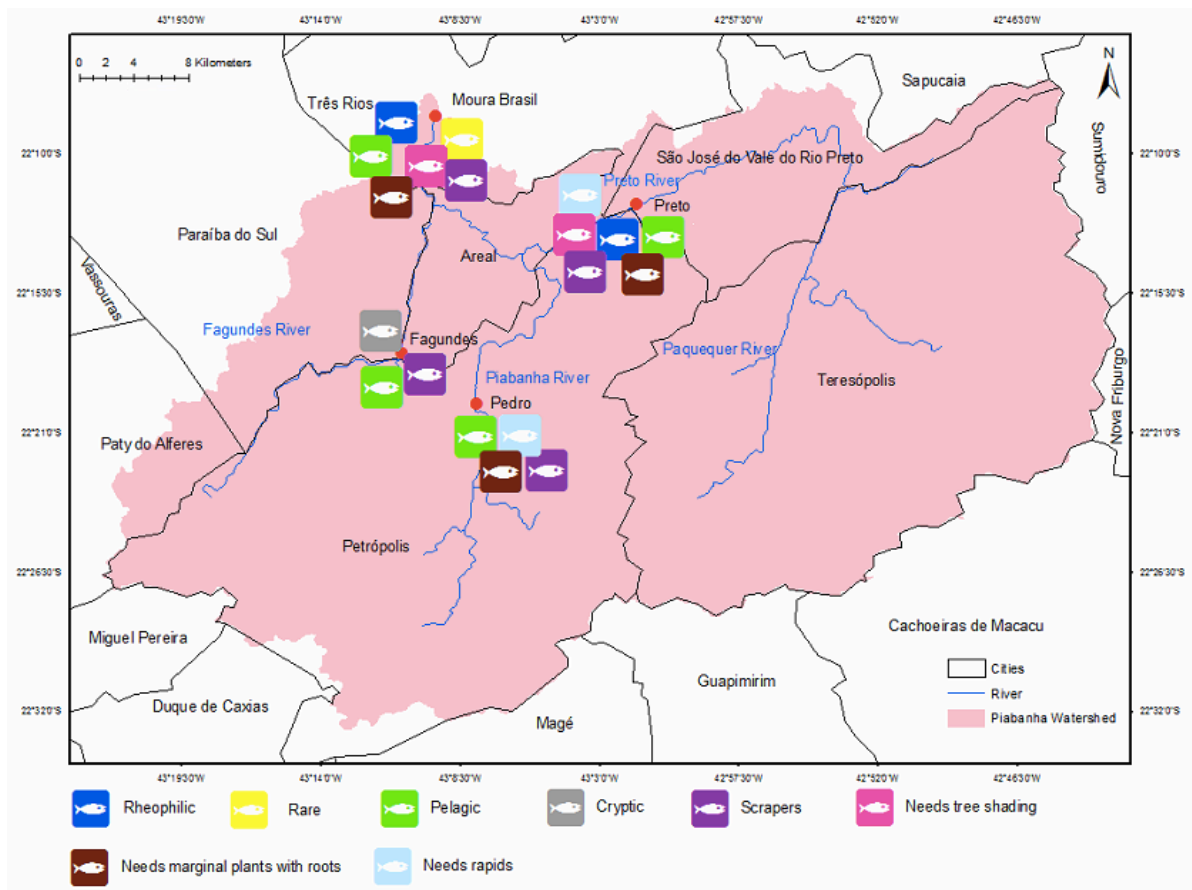 43°19'30"W 43°14'0"W 43°8'30"W 43°3'0"W 42°57'30"W 42°52'0"W 42°46'30"W
0 2 4 8 Kilometers
N
Sapucaia
Três Rios
Moura Brasil
22°10'0"S
22°10'0"S
São José do Vale do Rio Preto
Sumidouro
Preto River
Preto
Paraíba do Sul
Areal
Vassouras
22°15'30"S
22°15'30"S
Fagundes River
Fagundes
Paquequer River
Nova Friburgo
Piabanha River
Teresópolis
Pedro
22°21'0"S
22°21'0"S
Paty do Alferes
Petrópolis
22°26'30"S
22°26'30"S
Miguel Pereira
Cachoeiras de Macacu
Cities
Guapimirim
River
Duque de Caxias
22°32'0"S
22°32'0"S
Piabanha Watershed
Magé
43°19'30"W 43°14'0"W 43°8'30"W 43°3'0"W 42°57'30"W 42°52'0"W 42°46'30"W
Rheophilic
Rare
Pelagic
Cryptic
Scrapers
Needs tree shading
Needs marginal plants with roots
Needs rapids